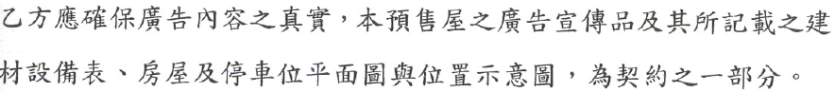 乙方應確保廣告內容之真實，本預售屋之廣告宣傳品及其所記載之建
材設備表、房屋及停車位平面圖與位置示意圖，為契約之一部分。